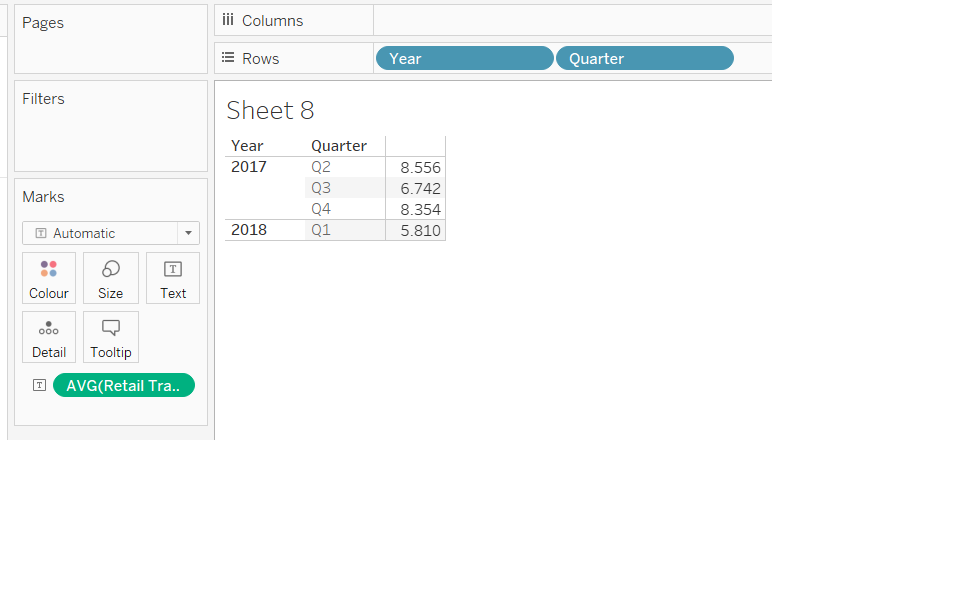 Pages
Columns
Rows
Year
Quarter
Filters
Sheet 8
Year Quarter
2017 Q2 8.556
Q3 6.742
Q4 8.354
2018 Q1 5.810
Marks
T Automatic
Colour Size T Text
Detail Tooltip
T AVG(Retail Tra..